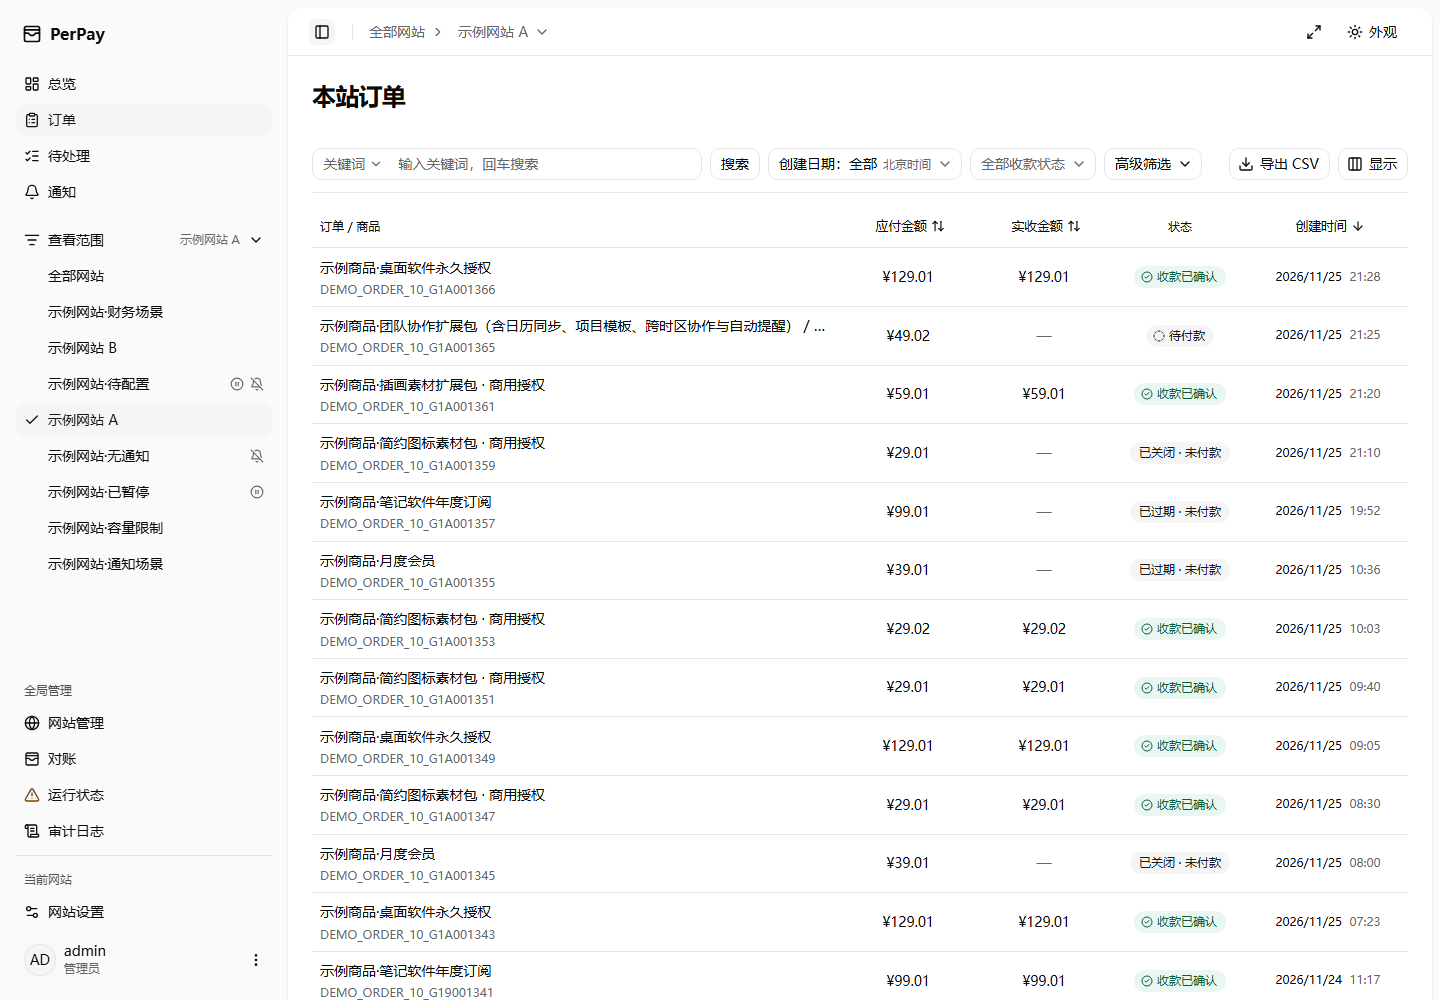 PerPay
总览
订单
待处理
通知
查看范围 示例网站 A
全部网站
示例网站·财务场景
示例网站 B
示例网站·待配置
示例网站 A
示例网站·无通知
示例网站·已暂停
示例网站·容量限制
示例网站·通知场景
全局管理
网站管理
对账
运行状态
审计日志
当前网站
网站设置
AD admin
管理员
全部网站 示例网站 A 外观
本站订单
关键词 输入关键词，回车搜索 搜索 创建日期：全部 北京时间 全部收款状态 高级筛选 导出 CSV 显示
订单 / 商品 应付金额 实收金额 状态 创建时间
示例商品·桌面软件永久授权
DEMO_ORDER_10_G1A001366 ¥129.01 ¥129.01 收款已确认 2026/11/25 21:28
示例商品·团队协作扩展包（含日历同步、项目模板、跨时区协作与自动提醒） / ...
DEMO_ORDER_10_G1A001365 ¥49.02 — 待付款 2026/11/25 21:25
示例商品·插画素材扩展包 · 商用授权
DEMO_ORDER_10_G1A001361 ¥59.01 ¥59.01 收款已确认 2026/11/25 21:20
示例商品·简约图标素材包 · 商用授权
DEMO_ORDER_10_G1A001359 ¥29.01 — 已关闭 · 未付款 2026/11/25 21:10
示例商品·笔记软件年度订阅
DEMO_ORDER_10_G1A001357 ¥99.01 — 已过期 · 未付款 2026/11/25 19:52
示例商品·月度会员
DEMO_ORDER_10_G1A001355 ¥39.01 — 已过期 · 未付款 2026/11/25 10:36
示例商品·简约图标素材包 · 商用授权
DEMO_ORDER_10_G1A001353 ¥29.02 ¥29.02 收款已确认 2026/11/25 10:03
示例商品·简约图标素材包 · 商用授权
DEMO_ORDER_10_G1A001351 ¥29.01 ¥29.01 收款已确认 2026/11/25 09:40
示例商品·桌面软件永久授权
DEMO_ORDER_10_G1A001349 ¥129.01 ¥129.01 收款已确认 2026/11/25 09:05
示例商品·简约图标素材包 · 商用授权
DEMO_ORDER_10_G1A001347 ¥29.01 ¥29.01 收款已确认 2026/11/25 08:30
示例商品·月度会员
DEMO_ORDER_10_G1A001345 ¥39.01 — 已关闭 · 未付款 2026/11/25 08:00
示例商品·桌面软件永久授权
DEMO_ORDER_10_G1A001343 ¥129.01 ¥129.01 收款已确认 2026/11/25 07:23
示例商品·笔记软件年度订阅
DEMO_ORDER_10_G19001341 ¥99.01 ¥99.01 收款已确认 2026/11/24 11:17